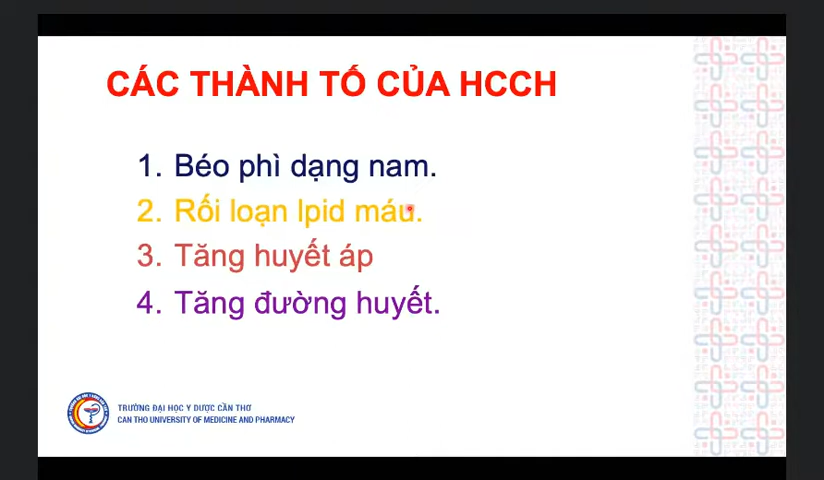 CÁC THÀNH TỐ CỦA HCCH
1. Béo phì dạng nam.
2. Rối loạn lpid máu.
3. Tăng huyết áp
4. Tăng đường huyết.
TRƯỜNG ĐẠI HỌC Y DƯỢC CẦN THƠ
CAN THO UNIVERSITY OF MEDICINE AND PHARMACY